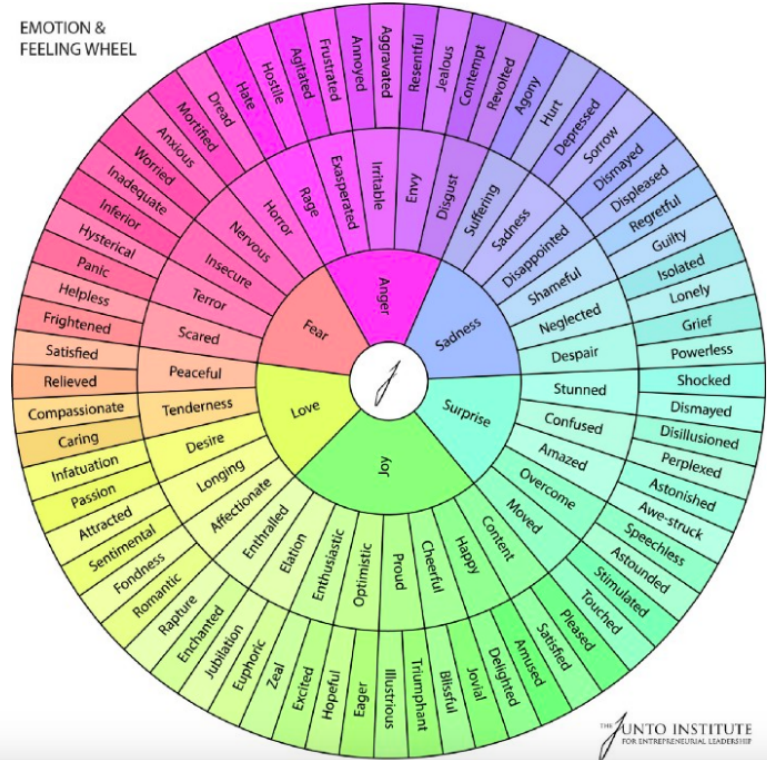 EMOTION &
FEELING WHEEL
Anger
Sadness
Surprise
Joy
Love
Fear
Rage
Exasperated
Irritable
Envy
Disgust
Suffering
Sadness
Disappointed
Shameful
Neglected
Despair
Stunned
Confused
Amazed
Overcome
Moved
Content
Happy
Cheerful
Proud
Optimistic
Enthusiastic
Elation
Enthralled
Affectionate
Longing
Desire
Tenderness
Peaceful
Scared
Terror
Insecure
Nervous
Horror
Hate
Hostile
Agitated
Frustrated
Annoyed
Aggravated
Resentful
Jealous
Contempt
Revolted
Agony
Hurt
Depressed
Sorrow
Dismayed
Displeased
Regretful
Guilty
Isolated
Lonely
Grief
Powerless
Shocked
Dismayed
Disillusioned
Perplexed
Astonished
Awe-struck
Speechless
Astounded
Stimulated
Touched
Pleased
Satisfied
Amused
Delighted
Jovial
Blissful
Triumphant
Illustrious
Eager
Hopeful
Excited
Zeal
Euphoric
Jubilation
Enchanted
Rapture
Romantic
Fondness
Sentimental
Attracted
Passion
Infatuation
Caring
Compassionate
Relieved
Satisfied
Frightened
Helpless
Panic
Hysterical
Inferior
Inadequate
Worried
Anxious
Mortified
Dread
J
THE JUNTO INSTITUTE
FOR ENTREPRENEURIAL LEADERSHIP